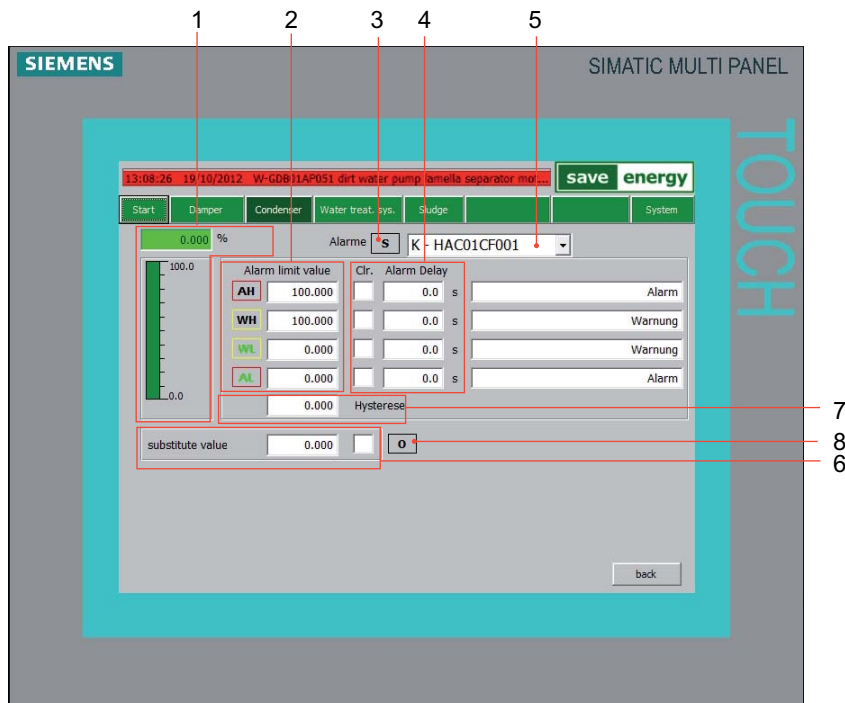 1 2 3 4 5
SIEMENS
SIMATIC MULTI PANEL
TOUCH
13:08:26 19/10/2012 W-GDB01AP051 dirt water pump lamella separator mot...
save energy
Start Damper Condenser Water treat. sys. Sludge System
0.000 %
Alarme S K - HAC01CF001
100.0
Alarm limit value Clr. Alarm Delay
AH 100.000 0.0 s Alarm
WH 100.000 0.0 s Warnung
WL 0.000 0.0 s Warnung
AL 0.000 0.0 s Alarm
0.0
0.000 Hysterese
7
substitute value 0.000 O
8
6
back